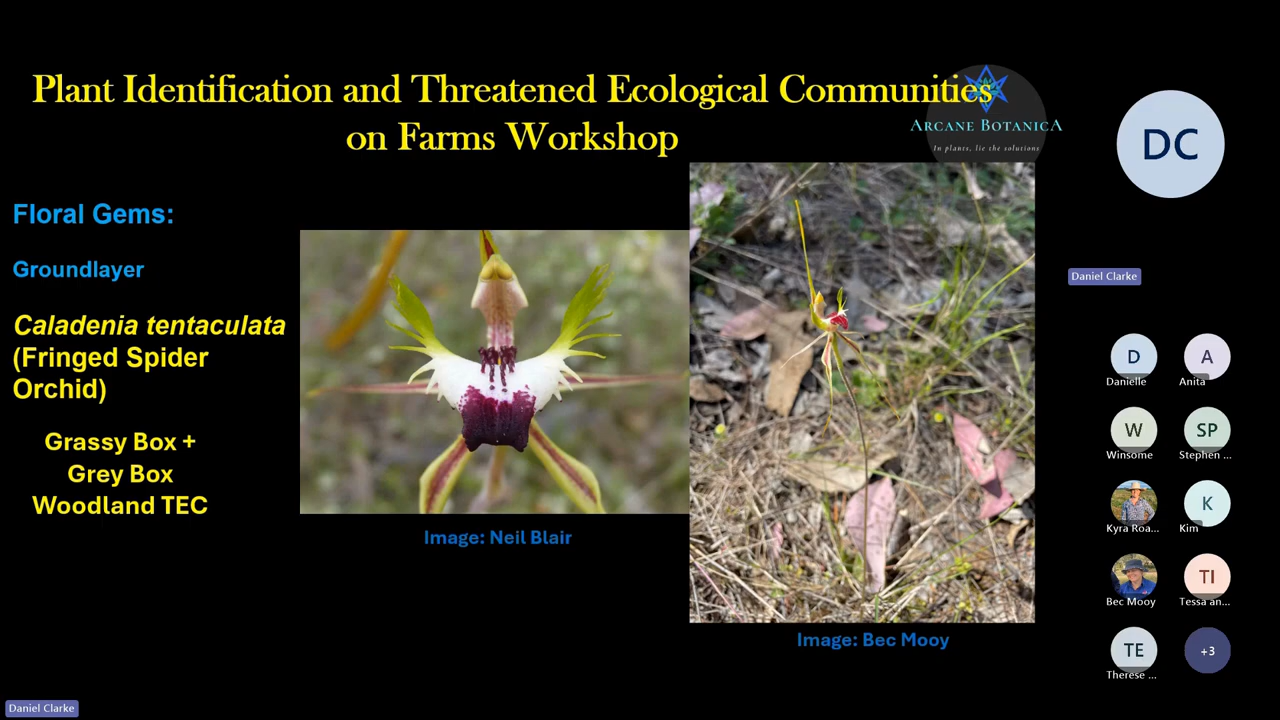 Plant Identification and Threatened Ecological Communities
on Farms Workshop
ARCANE BOTANICA
In plants, lie the solutions
Floral Gems:
Groundlayer
Caladenia tentaculata
(Fringed Spider
Orchid)
Grassy Box +
Grey Box
Woodland TEC
Image: Neil Blair
Image: Bec Mooy
DC
Daniel Clarke
D
Danielle
A
Anita
W
Winsome
SP
Stephen ...
Kyra Roa...
K
Kim
Bec Mooy
TI
Tessa an...
TE
Therese ...
+3
Daniel Clarke